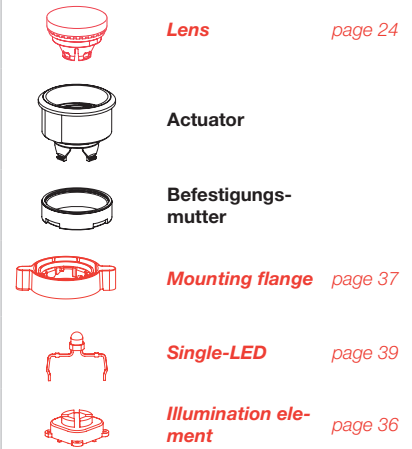 Lens page 24
Actuator
Befestigungs-
mutter
Mounting flange page 37
Single-LED page 39
Illumination ele-
ment page 36